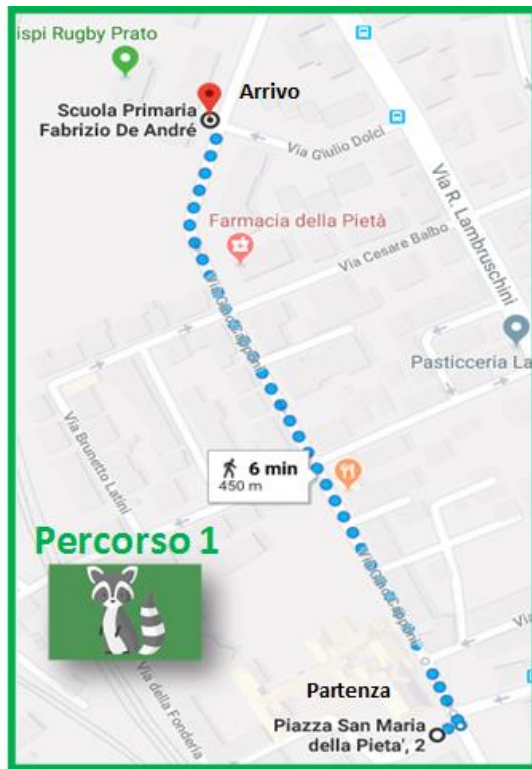 ispi Rugby Prato
Arrivo
Scuola Primaria
Fabrizio De André
Via Giulio Dolci
Via R. Lambruschini
Farmacia della Pietà
Via Cesare Balbo
Pasticceria La
Via Brunetto Latini
6 min
450 m
Percorso 1
Via della Fonderia
Via
Partenza
Piazza San Maria
della Pieta', 2